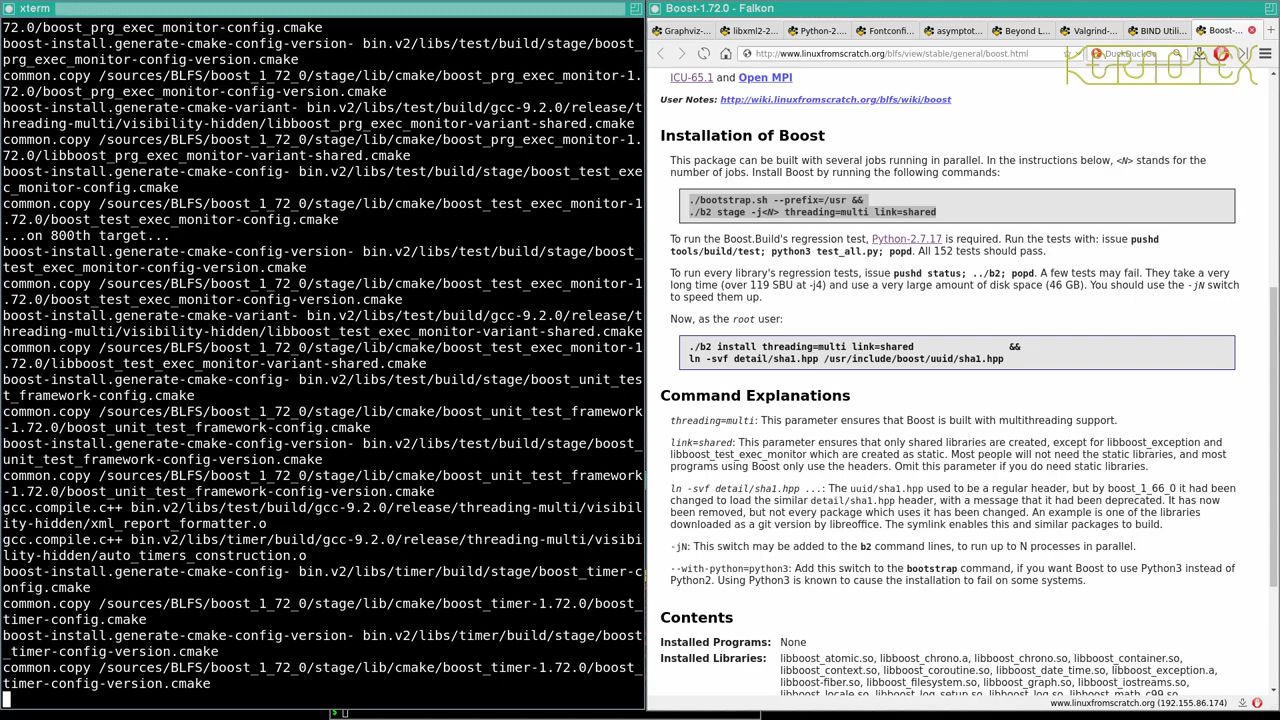 xterm
72.0/boost_prg_exec_monitor-config.cmake
boost-install.generate-cmake-config-version- bin.v2/libs/test/build/stage/boost_
prg_exec_monitor-config-version.cmake
common.copy /sources/BLFS/boost_1_72_0/stage/lib/cmake/boost_prg_exec_monitor-1.
72.0/boost_prg_exec_monitor-config-version.cmake
boost-install.generate-cmake-variant- bin.v2/libs/test/build/gcc-9.2.0/release/t
hreading-multi/visibility-hidden/libboost_prg_exec_monitor-variant-shared.cmake
common.copy /sources/BLFS/boost_1_72_0/stage/lib/cmake/boost_prg_exec_monitor-1.
72.0/libboost_prg_exec_monitor-variant-shared.cmake
boost-install.generate-cmake-config- bin.v2/libs/test/build/stage/boost_test_exe
c_monitor-config.cmake
common.copy /sources/BLFS/boost_1_72_0/stage/lib/cmake/boost_test_exec_monitor-1
.72.0/boost_test_exec_monitor-config.cmake
...on 800th target...
boost-install.generate-cmake-config-version- bin.v2/libs/test/build/stage/boost_
test_exec_monitor-config-version.cmake
common.copy /sources/BLFS/boost_1_72_0/stage/lib/cmake/boost_test_exec_monitor-1
.72.0/boost_test_exec_monitor-config-version.cmake
boost-install.generate-cmake-variant- bin.v2/libs/test/build/gcc-9.2.0/release/t
hreading-multi/visibility-hidden/libboost_test_exec_monitor-variant-shared.cmake
common.copy /sources/BLFS/boost_1_72_0/stage/lib/cmake/boost_test_exec_monitor-1
.72.0/libboost_test_exec_monitor-variant-shared.cmake
boost-install.generate-cmake-config- bin.v2/libs/test/build/stage/boost_unit_tes
t_framework-config.cmake
common.copy /sources/BLFS/boost_1_72_0/stage/lib/cmake/boost_unit_test_framework
-1.72.0/boost_unit_test_framework-config.cmake
boost-install.generate-cmake-config-version- bin.v2/libs/test/build/stage/boost_
unit_test_framework-config-version.cmake
common.copy /sources/BLFS/boost_1_72_0/stage/lib/cmake/boost_unit_test_framework
-1.72.0/boost_unit_test_framework-config-version.cmake
gcc.compile.c++ bin.v2/libs/test/build/gcc-9.2.0/release/threading-multi/visibil
ity-hidden/xml_report_formatter.o
gcc.compile.c++ bin.v2/libs/timer/build/gcc-9.2.0/release/threading-multi/visibi
lity-hidden/auto_timers_construction.o
boost-install.generate-cmake-config- bin.v2/libs/timer/build/stage/boost_timer-c
onfig.cmake
common.copy /sources/BLFS/boost_1_72_0/stage/lib/cmake/boost_timer-1.72.0/boost_
timer-config.cmake
boost-install.generate-cmake-config-version- bin.v2/libs/timer/build/stage/boost
_timer-config-version.cmake
common.copy /sources/BLFS/boost_1_72_0/stage/lib/cmake/boost_timer-1.72.0/boost_
timer-config-version.cmake
$
Boost-1.72.0 - Falkon
Graphviz-... libxml2-2... Python-2... Fontconfi... asymptot... Beyond L... Valgrind-... BIND Utili... Boost-...
http://www.linuxfromscratch.org/blfs/view/stable/general/boost.html DuckDuckGo
KERNOTEX
ICU-65.1 and Open MPI
User Notes: http://wiki.linuxfromscratch.org/blfs/wiki/boost
Installation of Boost
This package can be built with several jobs running in parallel. In the instructions below, <N> stands for the
number of jobs. Install Boost by running the following commands:
./bootstrap.sh --prefix=/usr &&
./b2 stage -j<N> threading=multi link=shared
To run the Boost.Build's regression test, Python-2.7.17 is required. Run the tests with: issue pushd
tools/build/test; python3 test_all.py; popd. All 152 tests should pass.
To run every library's regression tests, issue pushd status; ../b2; popd. A few tests may fail. They take a very
long time (over 119 SBU at -j4) and use a very large amount of disk space (46 GB). You should use the -jN switch
to speed them up.
Now, as the root user:
./b2 install threading=multi link=shared &&
ln -svf detail/sha1.hpp /usr/include/boost/uuid/sha1.hpp
Command Explanations
threading=multi: This parameter ensures that Boost is built with multithreading support.
link=shared: This parameter ensures that only shared libraries are created, except for libboost_exception and
libboost_test_exec_monitor which are created as static. Most people will not need the static libraries, and most
programs using Boost only use the headers. Omit this parameter if you do need static libraries.
ln -svf detail/sha1.hpp ...: The uuid/sha1.hpp used to be a regular header, but by boost_1_66_0 it had been
changed to load the similar detail/sha1.hpp header, with a message that it had been deprecated. It has now
been removed, but not every package which uses it has been changed. An example is one of the libraries
downloaded as a git version by libreoffice. The symlink enables this and similar packages to build.
-jN: This switch may be added to the b2 command lines, to run up to N processes in parallel.
--with-python=python3: Add this switch to the bootstrap command, if you want Boost to use Python3 instead of
Python2. Using Python3 is known to cause the installation to fail on some systems.
Contents
Installed Programs: None
Installed Libraries: libboost_atomic.so, libboost_chrono.a, libboost_chrono.so, libboost_container.so,
libboost_context.so, libboost_coroutine.so, libboost_date_time.so, libboost_exception.a,
libboost-fiber.so, libboost_filesystem.so, libboost_graph.so, libboost_iostreams.so,
libboost_locale.so, libboost_log_setup.so, libboost_log.so, libboost_math_c99.so,
www.linuxfromscratch.org (192.155.86.174)